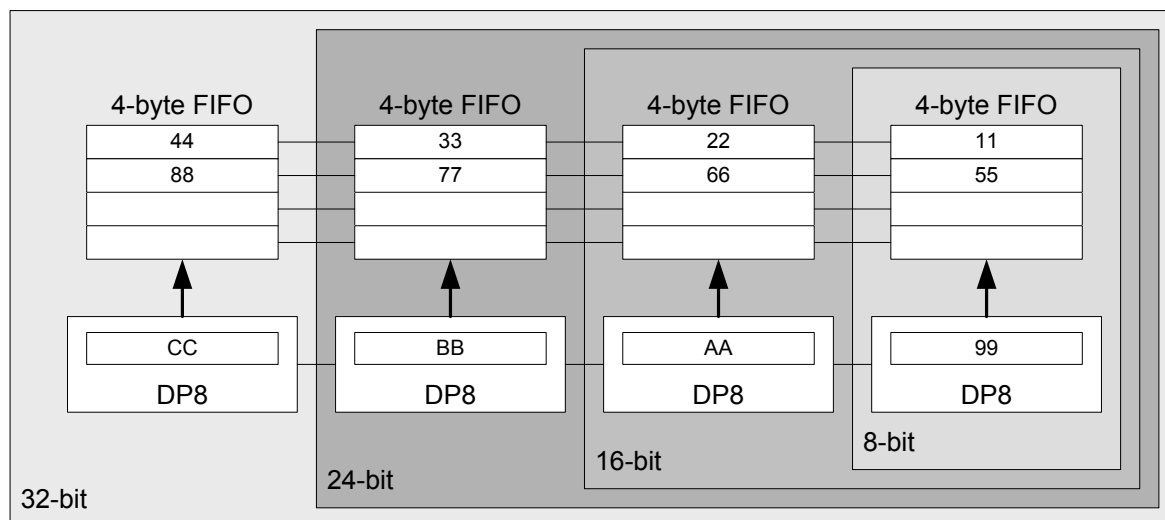 4-byte FIFO 4-byte FIFO 4-byte FIFO 4-byte FIFO
44 33 22 11
88 77 66 55
CC BB AA 99
DP8 DP8 DP8 DP8
8-bit
16-bit
24-bit
32-bit